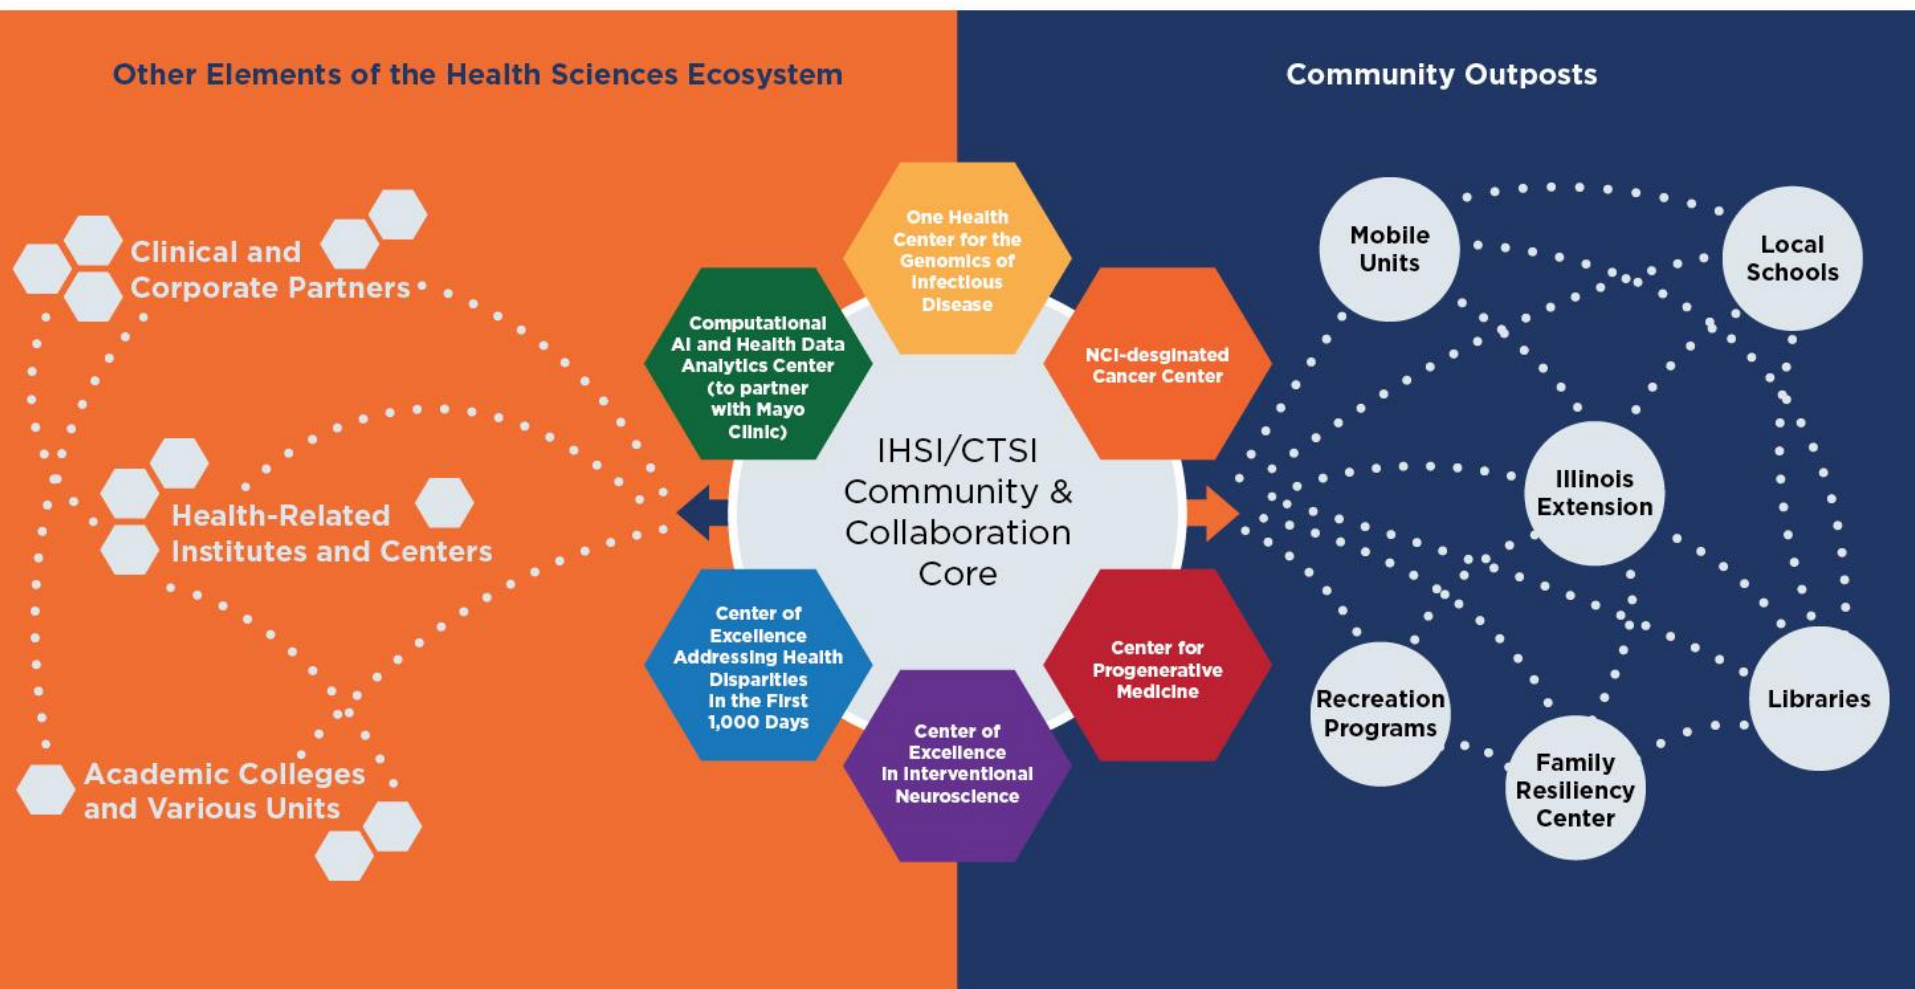 Other Elements of the Health Sciences Ecosystem
Community Outposts
Clinical and
Corporate Partners
Health-Related
Institutes and Centers
Academic Colleges
and Various Units
One Health
Center for the
Genomics of
Infectious
Disease
Computational
AI and Health Data
Analytics Center
(to partner
with Mayo
Clinic)
NCI-desginated
Cancer Center
IHSI/CTSI
Community &
Collaboration
Core
Center of
Excellence
Addressing Health
Disparities
in the First
1,000 Days
Center for
Progenerative
Medicine
Center of
Excellence
in Interventional
Neuroscience
Mobile
Units
Local
Schools
Illinois
Extension
Recreation
Programs
Family
Resiliency
Center
Libraries